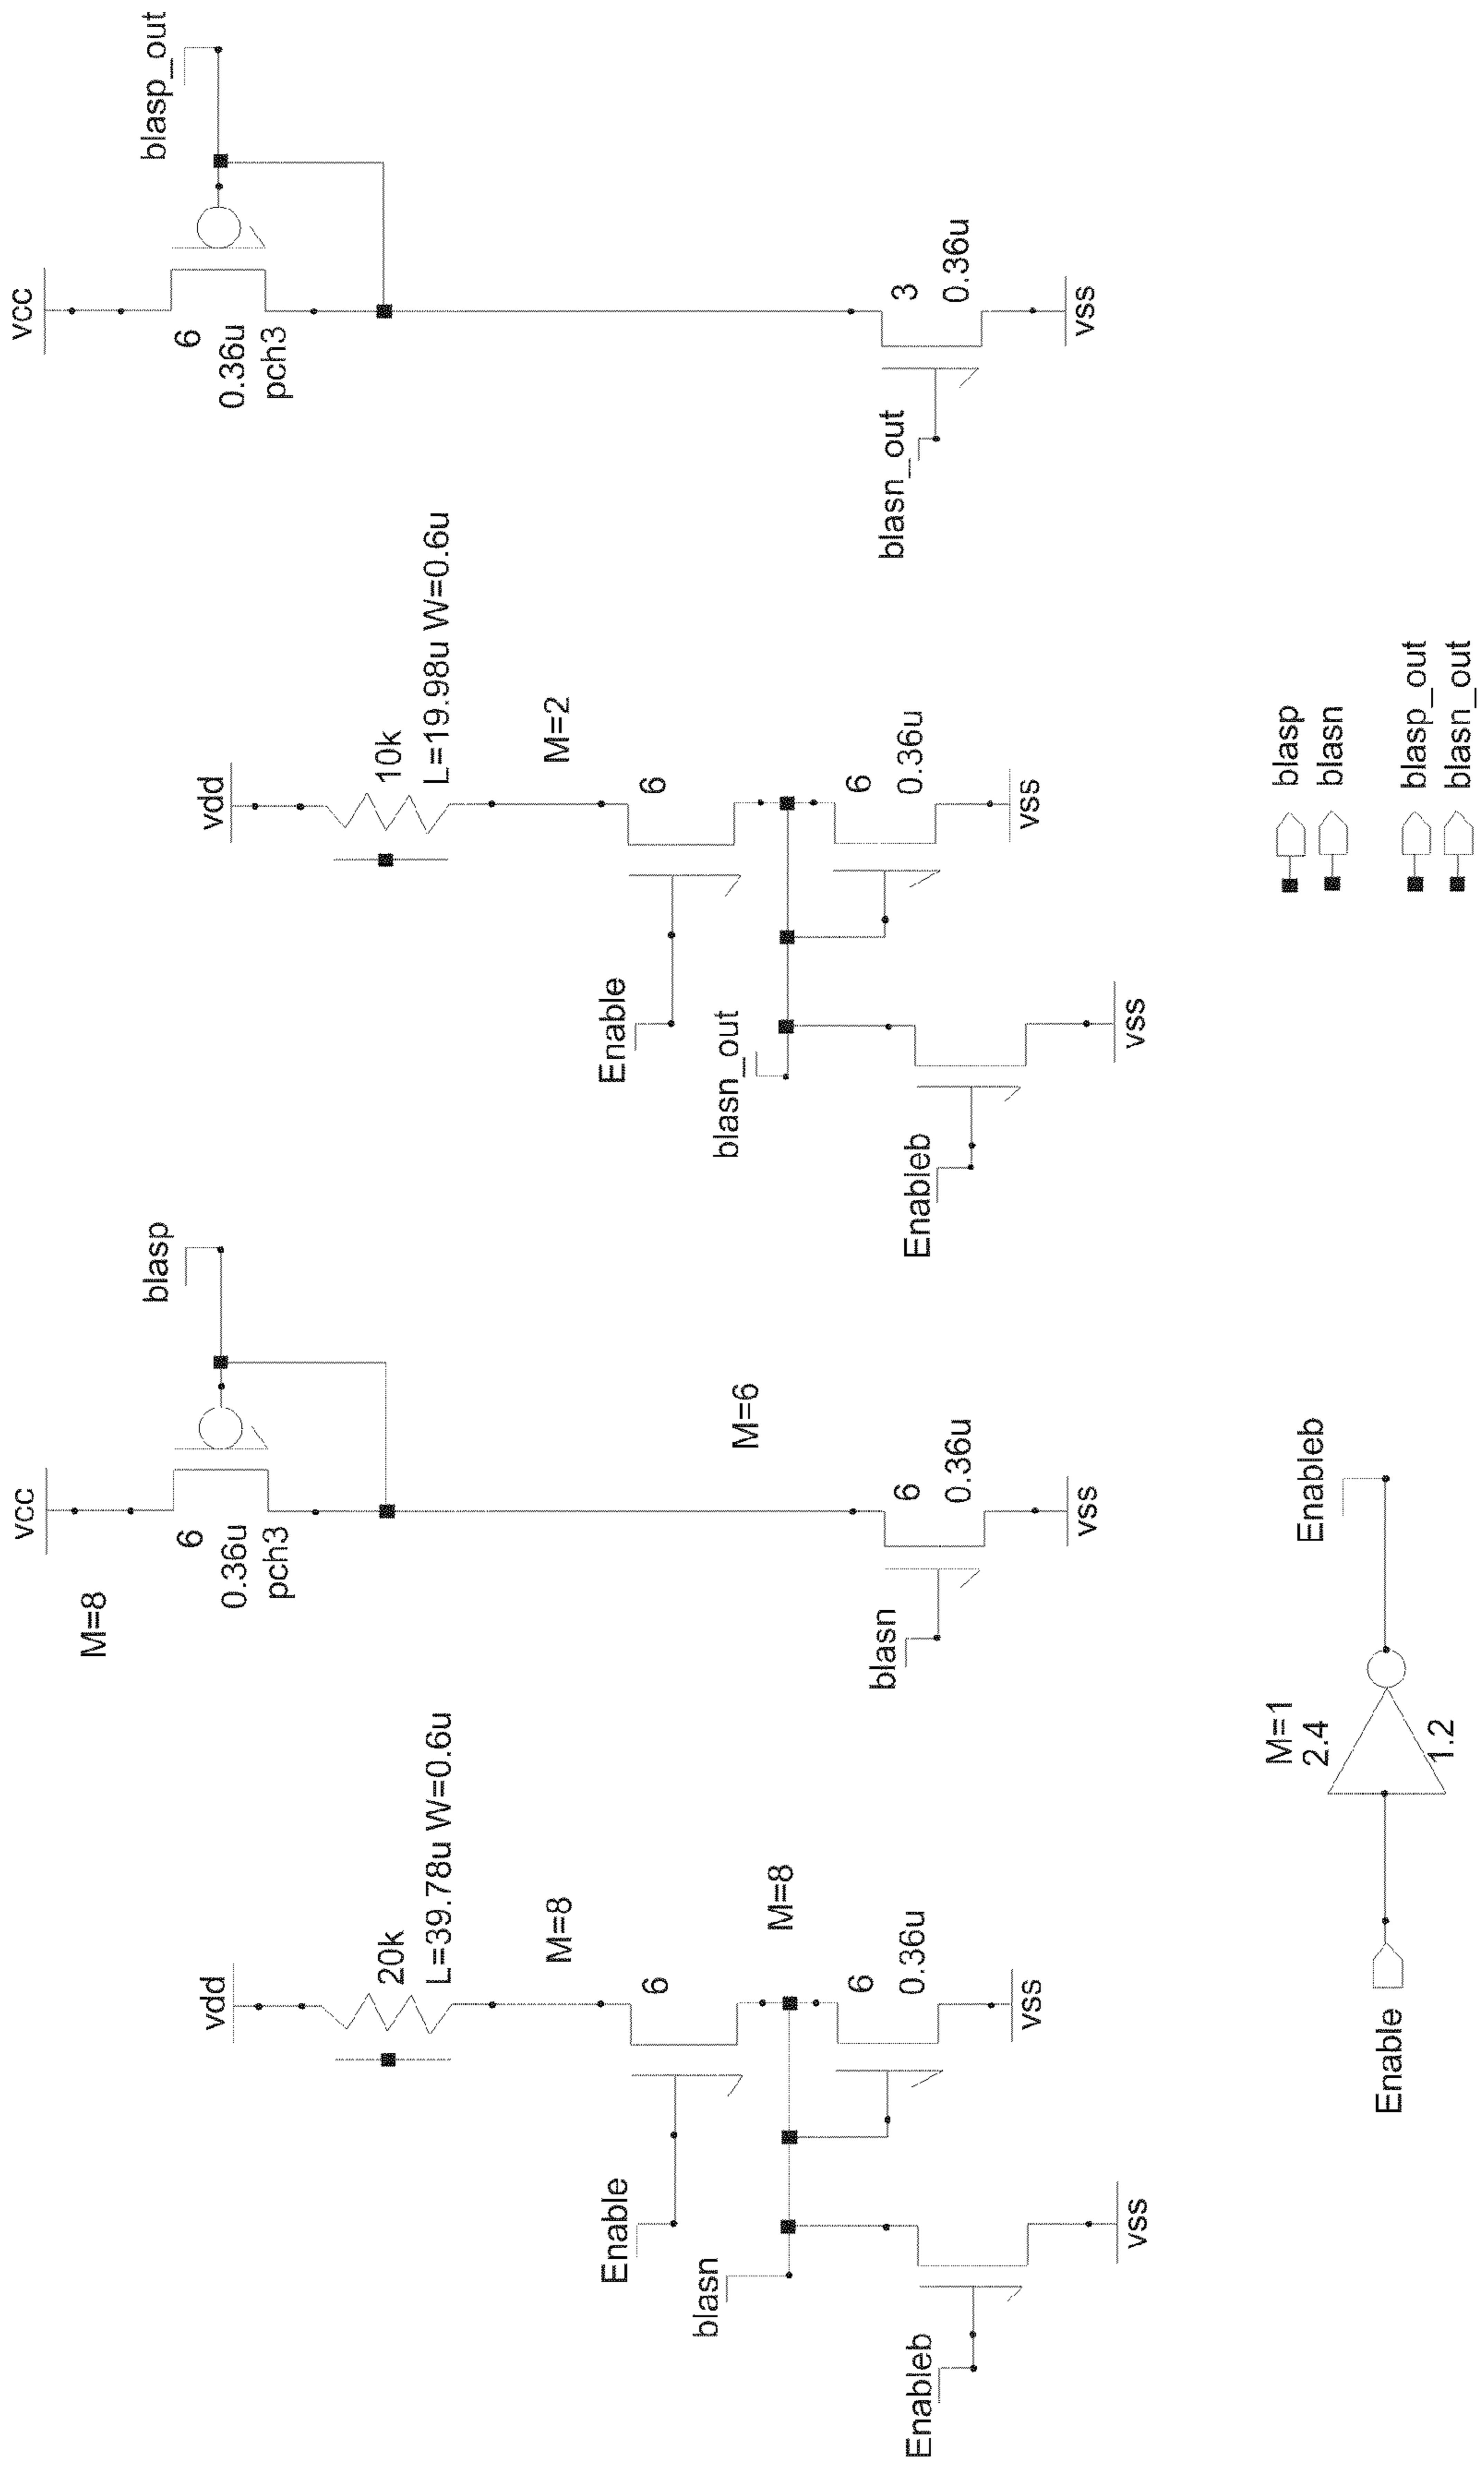 vcc
M=8
6
0.36u
pch3
blasp
vcc
6
0.36u
pch3
blasp_out
vdd
20k
L=39.78u W=0.6u
M=8
6
Enable
M=8
blasn
6
0.36u
vss
Enableb
vss
M=6
blasn
6
0.36u
vss
vdd
10k
L=19.98u W=0.6u
M=2
6
Enable
blasn_out
6
0.36u
vss
Enableb
vss
blasn_out
3
0.36u
vss
Enable
M=1
2.4
1.2
Enableb
blasp
blasn
blasp_out
blasn_out